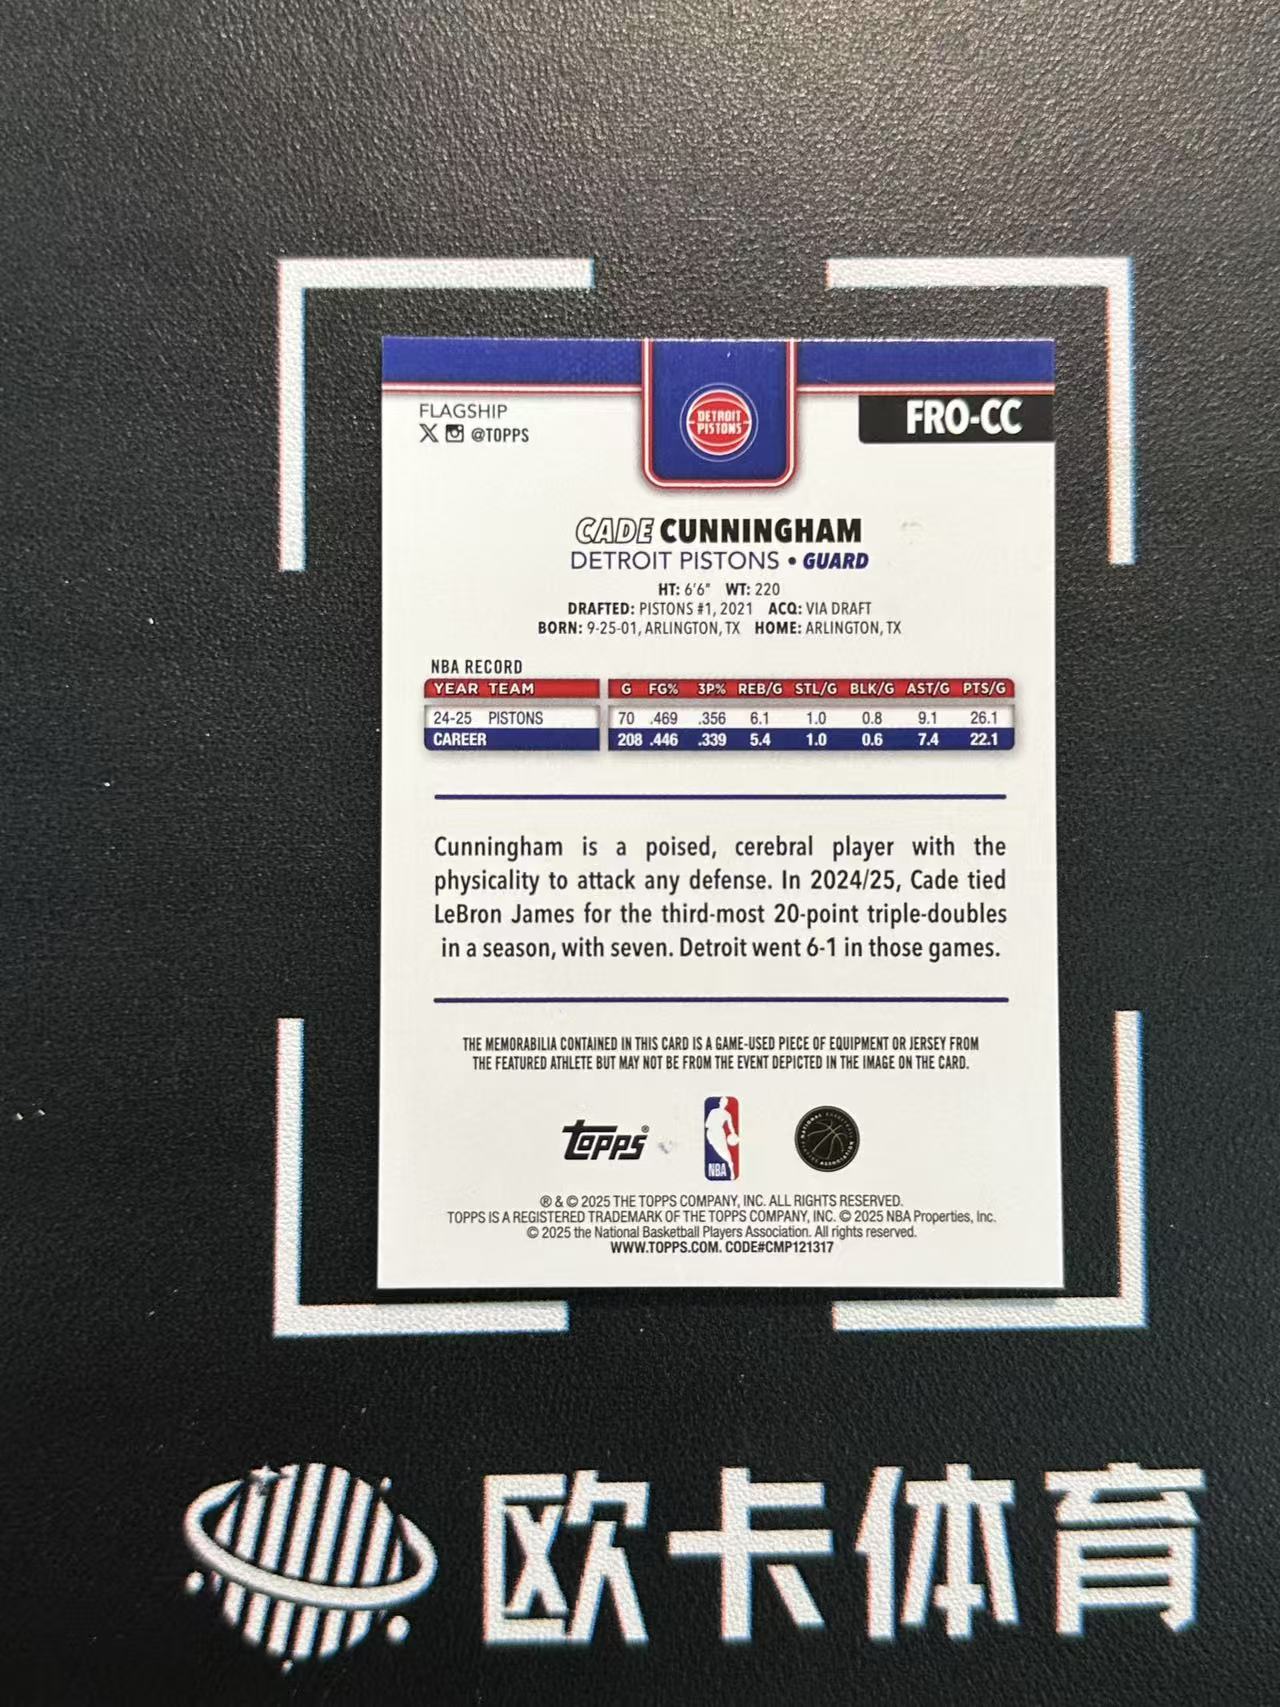 FLAGSHIP
@TOPPS
DETROIT
PISTONS
FRO-CC
CADE CUNNINGHAM
DETROIT PISTONS • GUARD
HT: 6'6" WT: 220
DRAFTED: PISTONS #1, 2021 ACQ: VIA DRAFT
BORN: 9-25-01, ARLINGTON, TX HOME: ARLINGTON, TX
NBA RECORD
YEAR TEAM G FG% 3P% REB/G STL/G BLK/G AST/G PTS/G
24-25 PISTONS 70 .469 .356 6.1 1.0 0.8 9.1 26.1
CAREER 208 .446 .339 5.4 1.0 0.6 7.4 22.1
Cunningham is a poised, cerebral player with the
physicality to attack any defense. In 2024/25, Cade tied
LeBron James for the third-most 20-point triple-doubles
in a season, with seven. Detroit went 6-1 in those games.
THE MEMORABILIA CONTAINED IN THIS CARD IS A GAME-USED PIECE OF EQUIPMENT OR JERSEY FROM
THE FEATURED ATHLETE BUT MAY NOT BE FROM THE EVENT DEPICTED IN THE IMAGE ON THE CARD.
TOPPS®
NBA
® & © 2025 THE TOPPS COMPANY, INC. ALL RIGHTS RESERVED.
TOPPS IS A REGISTERED TRADEMARK OF THE TOPPS COMPANY, INC. © 2025 NBA Properties, Inc.
© 2025 the National Basketball Players Association. All rights reserved.
WWW.TOPPS.COM. CODE#CMP121317
欧卡体育